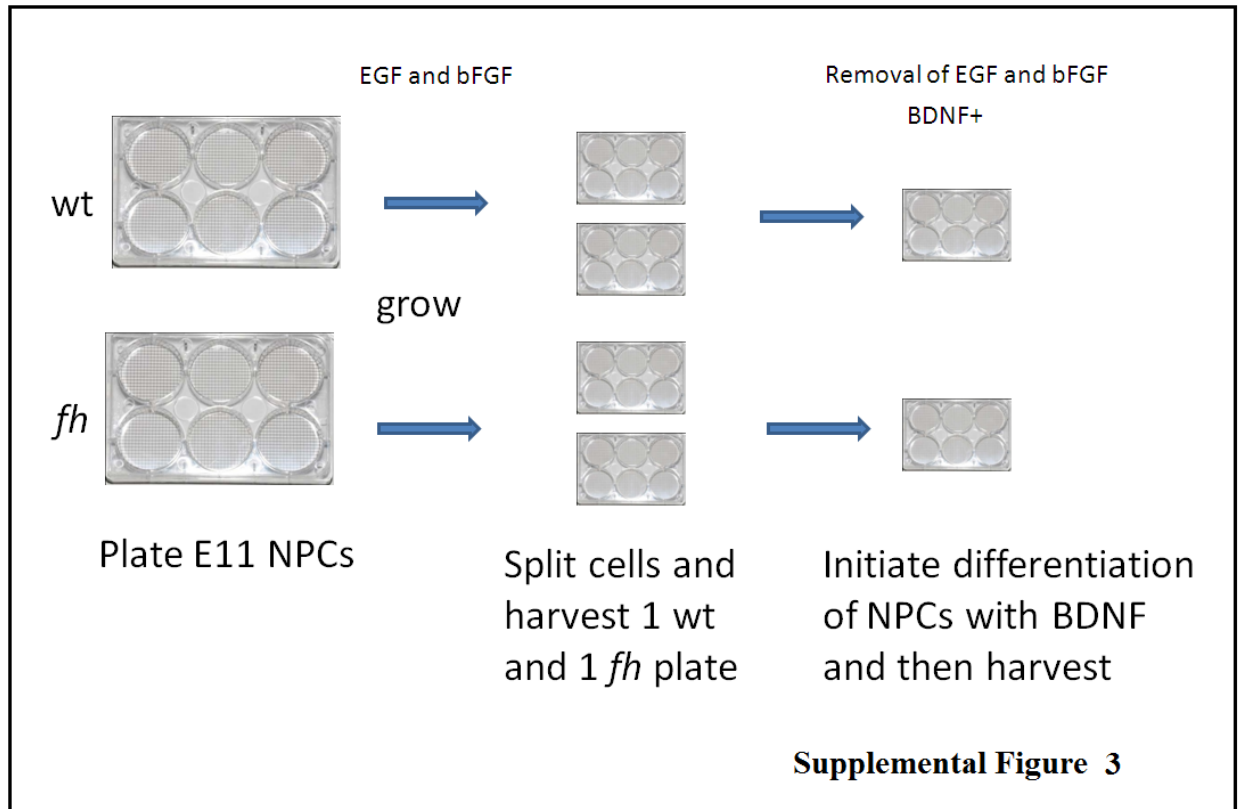 EGF and bFGF
Removal of EGF and bFGF
BDNF+
wt
grow
fh
Plate E11 NPCs
Split cells and
harvest 1 wt
and 1 fh plate
Initiate differentiation
of NPCs with BDNF
and then harvest
Supplemental Figure 3